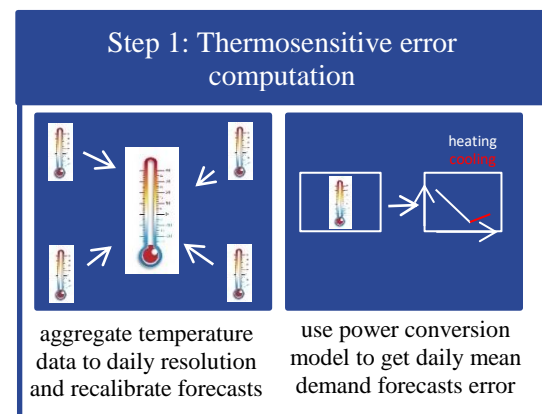 Step 1: Thermosensitive error
computation
heating
cooling
aggregate temperature
data to daily resolution
and recalibrate forecasts
use power conversion
model to get daily mean
demand forecasts error